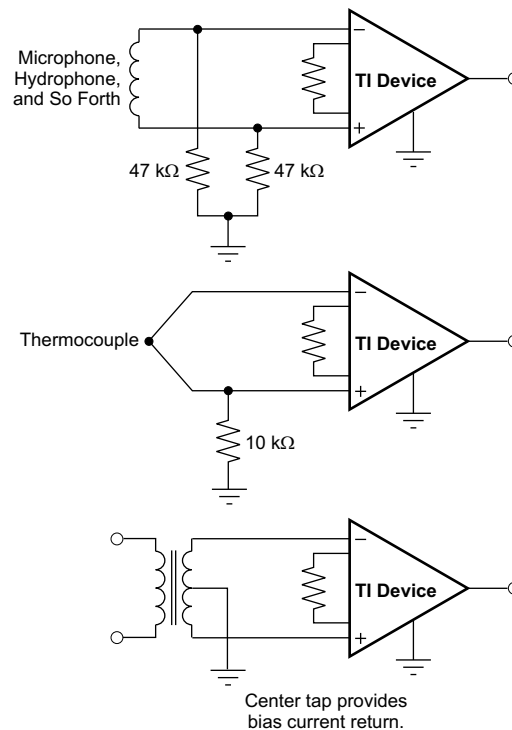 Microphone,
Hydrophone,
and So Forth
−
TI Device
+
47 kΩ
47 kΩ
Thermocouple
−
TI Device
+
10 kΩ
−
TI Device
+
Center tap provides
bias current return.